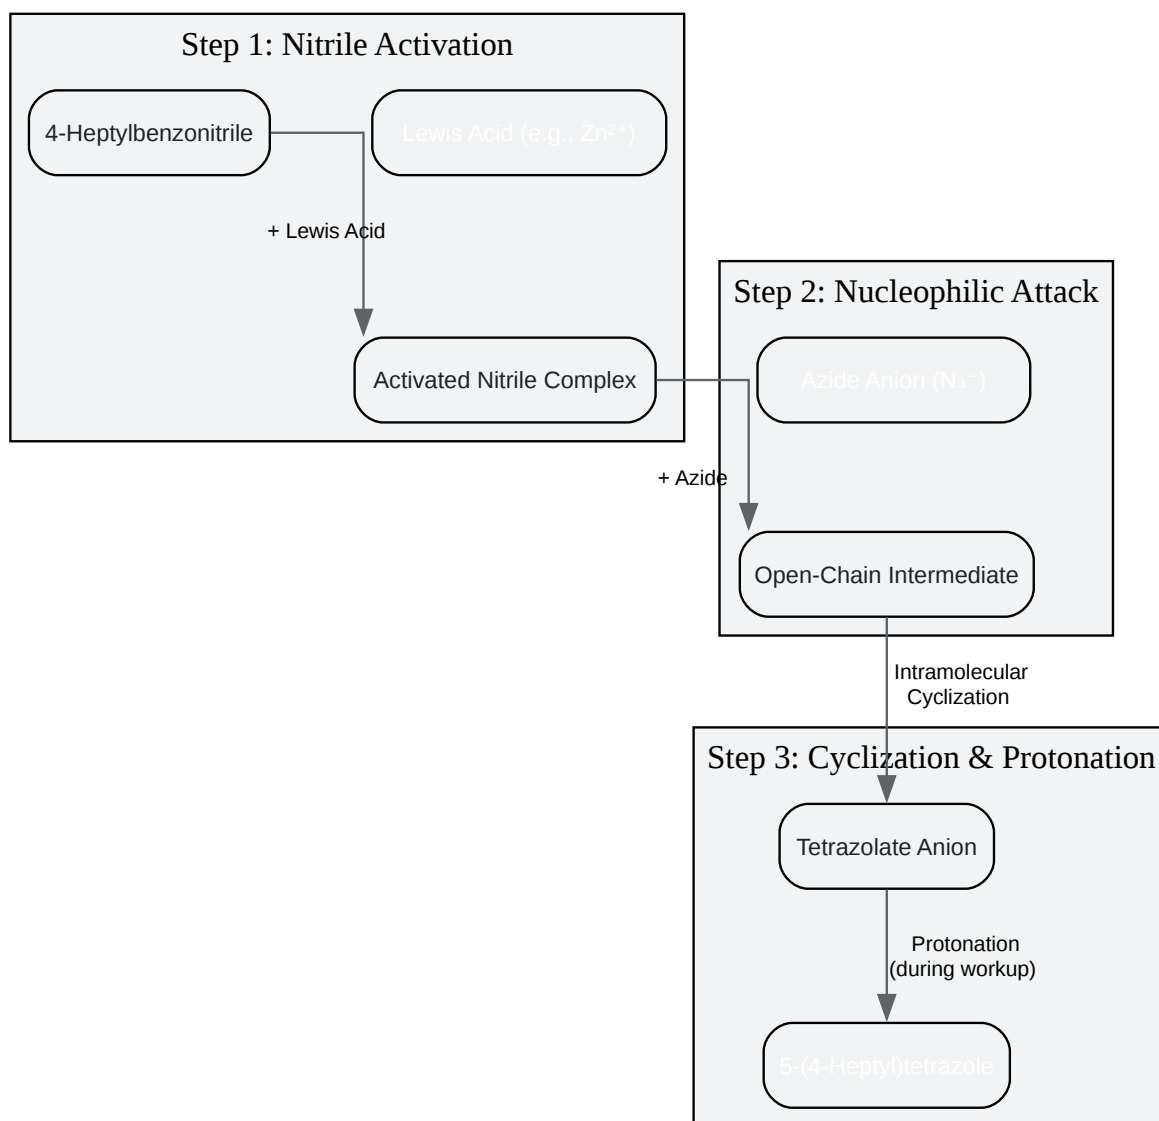 Step 1: Nitrile Activation
4-Heptylbenzonitrile
Lewis Acid (e.g., Zn²⁺)
+ Lewis Acid
Activated Nitrile Complex
Step 2: Nucleophilic Attack
Azide Anion (N₃⁻)
+ Azide
Open-Chain Intermediate
Intramolecular
Cyclization
Step 3: Cyclization & Protonation
Tetrazolate Anion
Protonation
(during workup)
5-(4-Heptyl)tetrazole